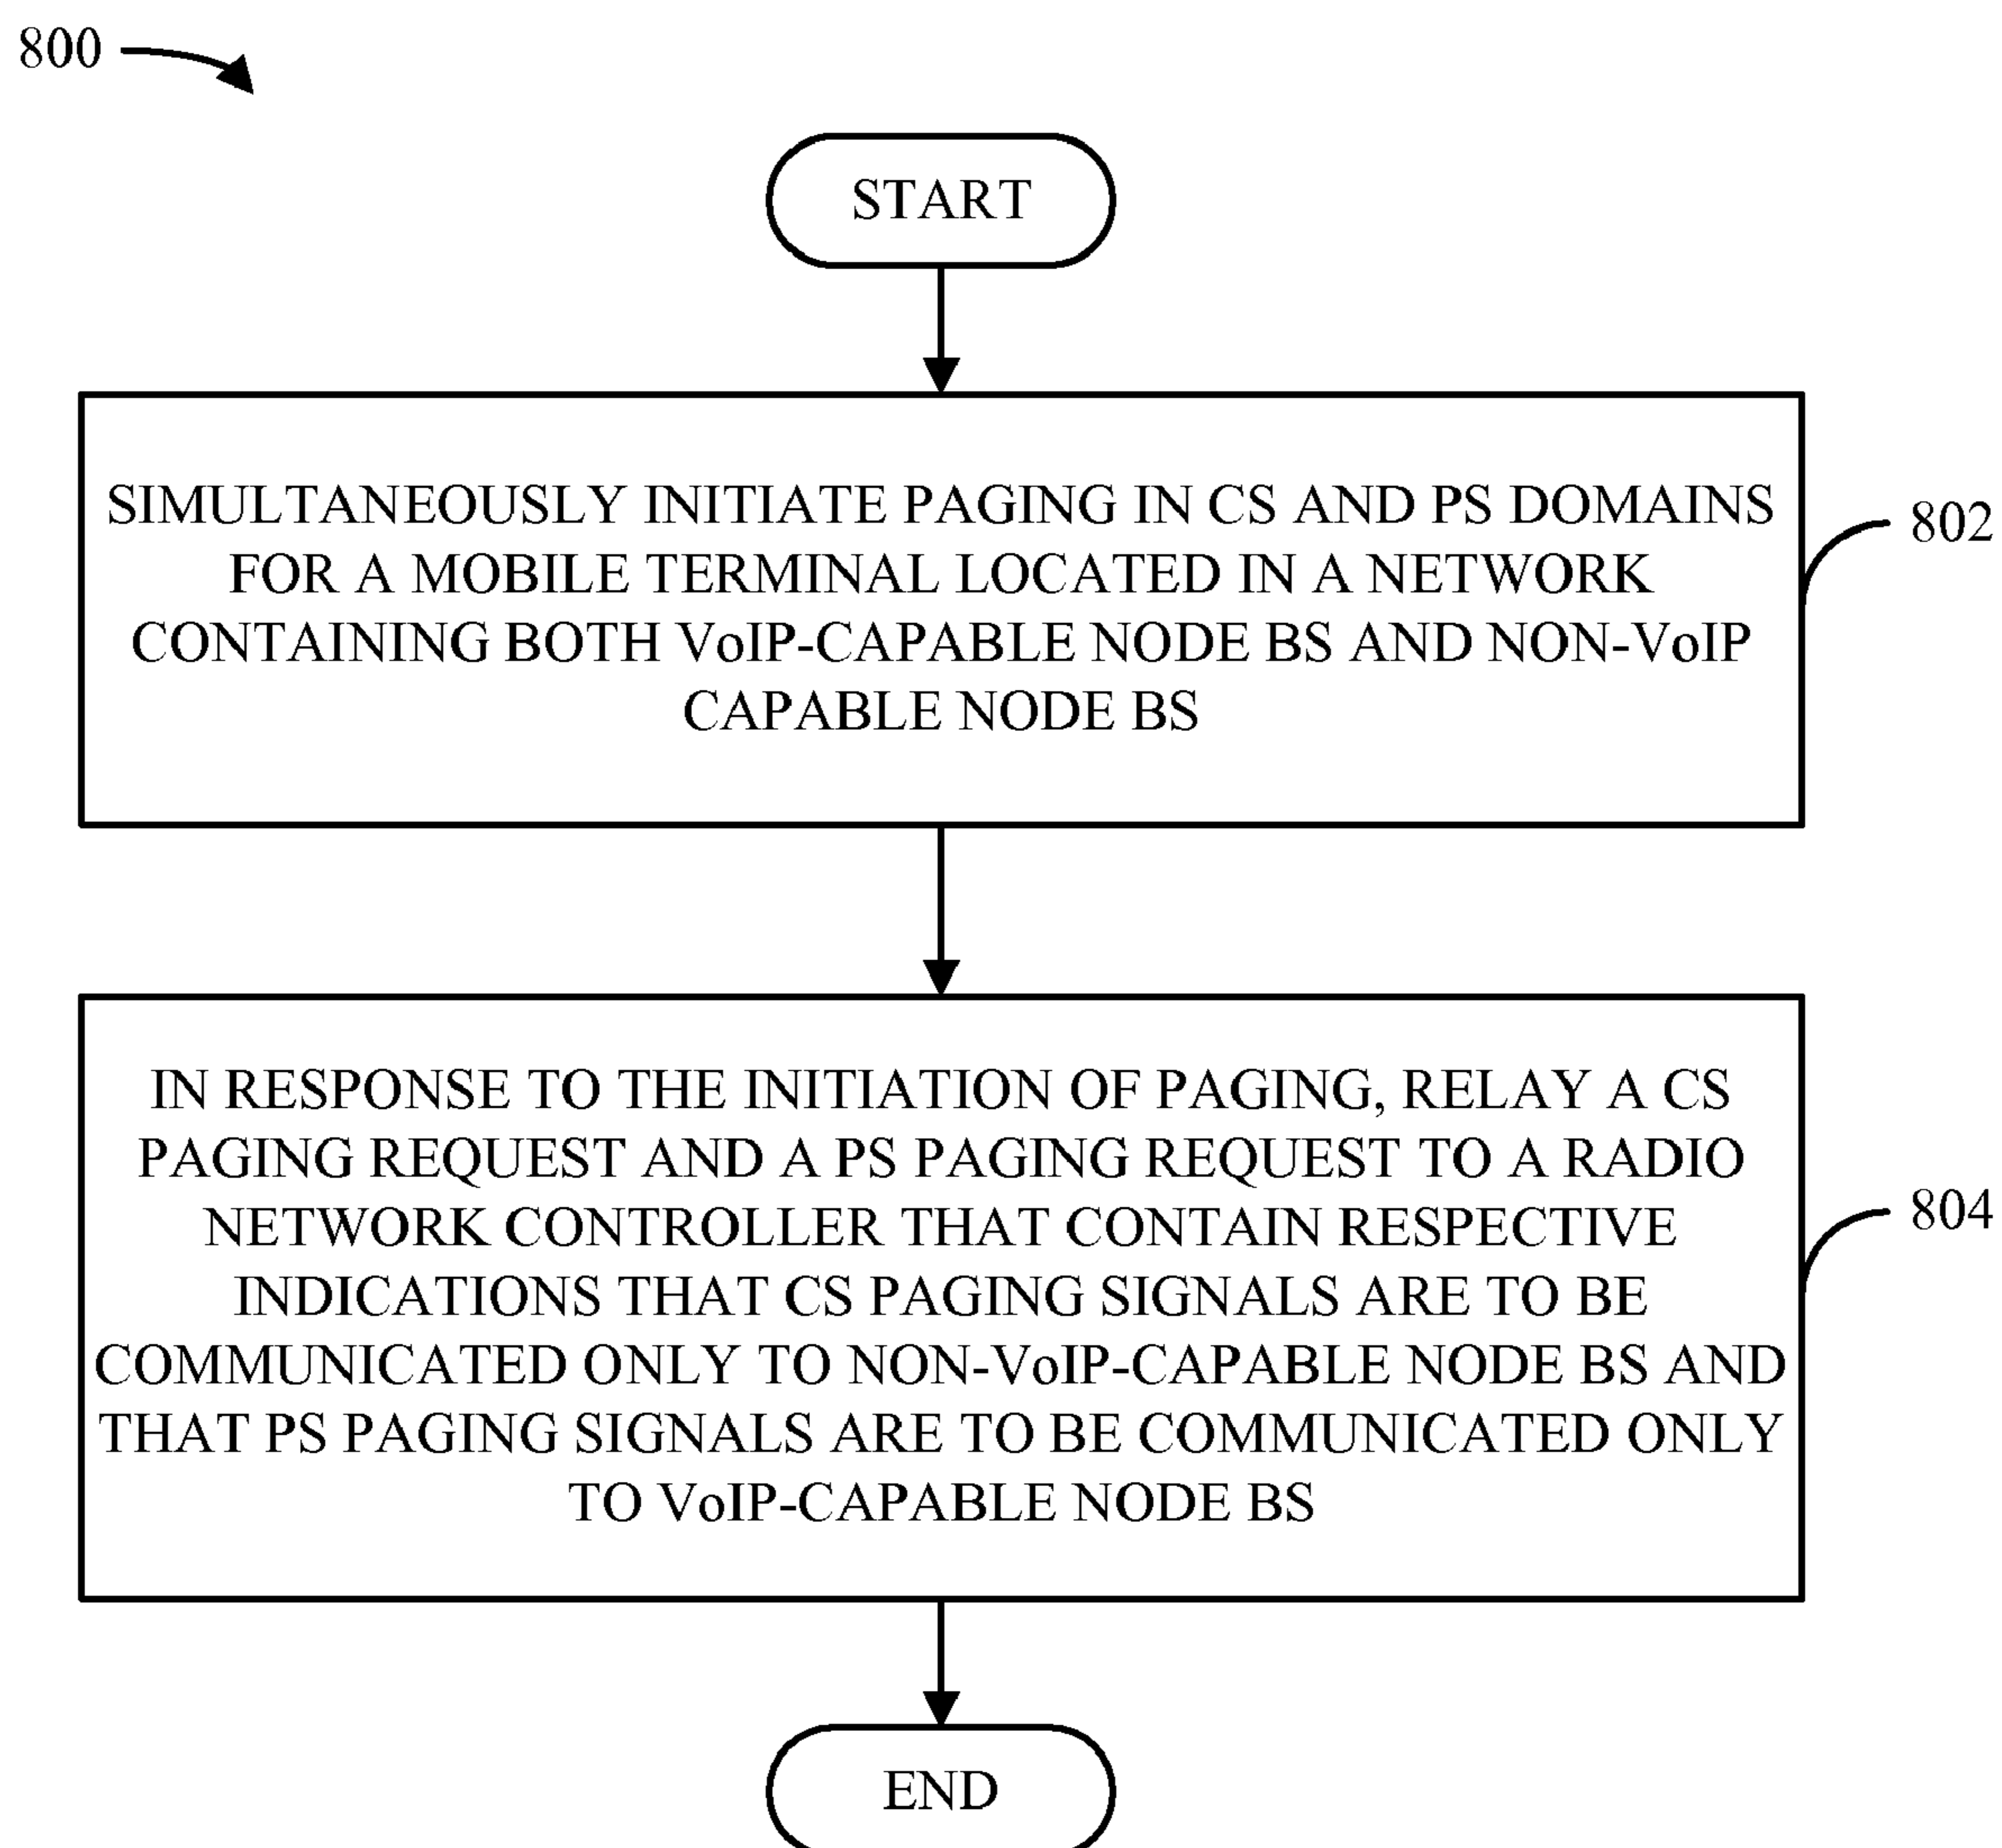 800
START
SIMULTANEOUSLY INITIATE PAGING IN CS AND PS DOMAINS
FOR A MOBILE TERMINAL LOCATED IN A NETWORK
CONTAINING BOTH VoIP-CAPABLE NODE BS AND NON-VoIP
CAPABLE NODE BS
802
IN RESPONSE TO THE INITIATION OF PAGING, RELAY A CS
PAGING REQUEST AND A PS PAGING REQUEST TO A RADIO
NETWORK CONTROLLER THAT CONTAIN RESPECTIVE
INDICATIONS THAT CS PAGING SIGNALS ARE TO BE
COMMUNICATED ONLY TO NON-VoIP-CAPABLE NODE BS AND
THAT PS PAGING SIGNALS ARE TO BE COMMUNICATED ONLY
TO VoIP-CAPABLE NODE BS
804
END